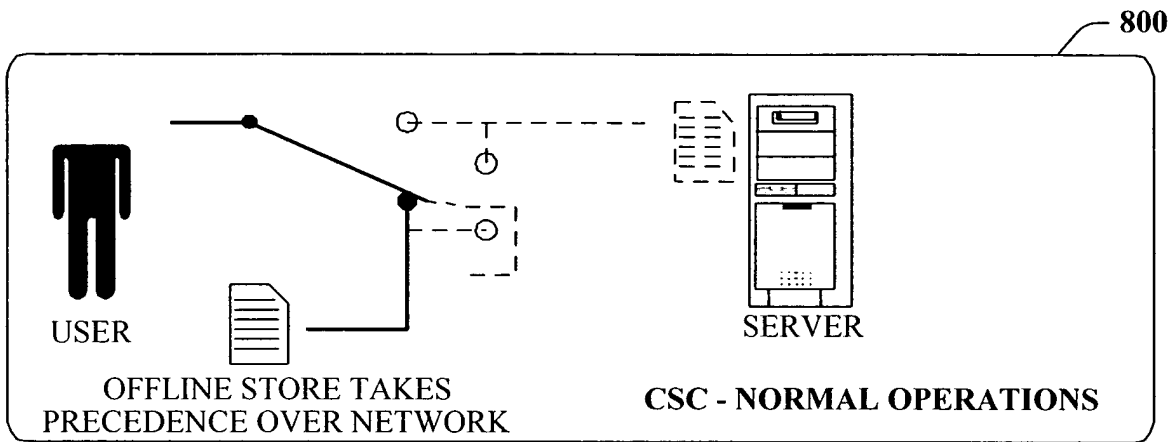 800
USER
SERVER
OFFLINE STORE TAKES
PRECEDENCE OVER NETWORK
CSC - NORMAL OPERATIONS